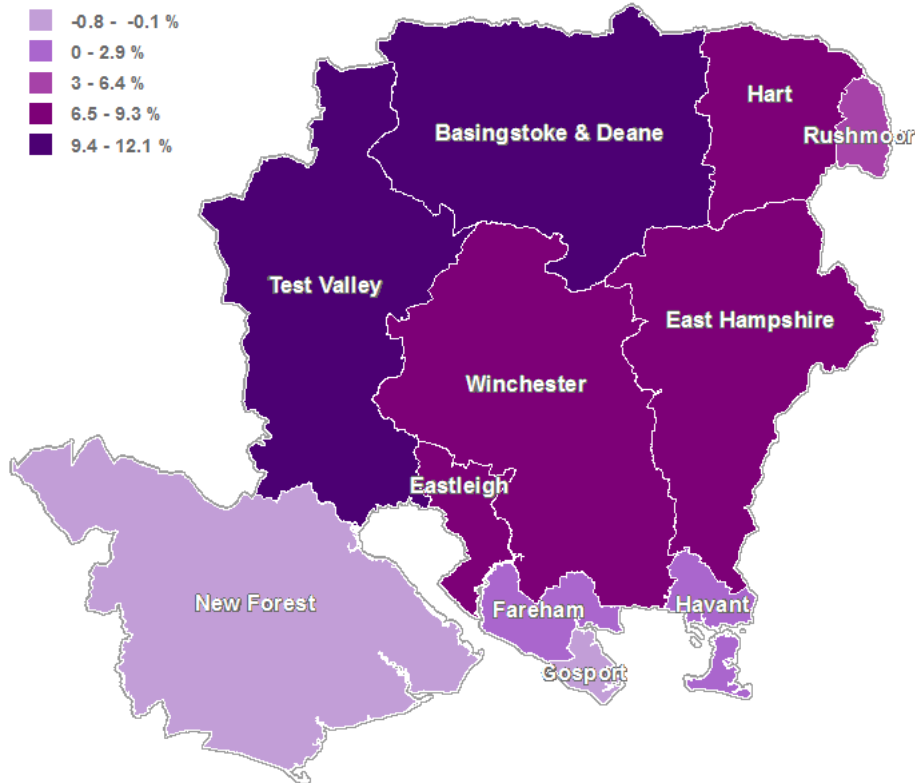 -0.8 - -0.1 %
0 - 2.9 %
3 - 6.4 %
6.5 - 9.3 %
9.4 - 12.1 %
Hart
Basingstoke & Deane
Rushmoor
Test Valley
East Hampshire
Winchester
Eastleigh
New Forest
Fareham
Havant
Gosport